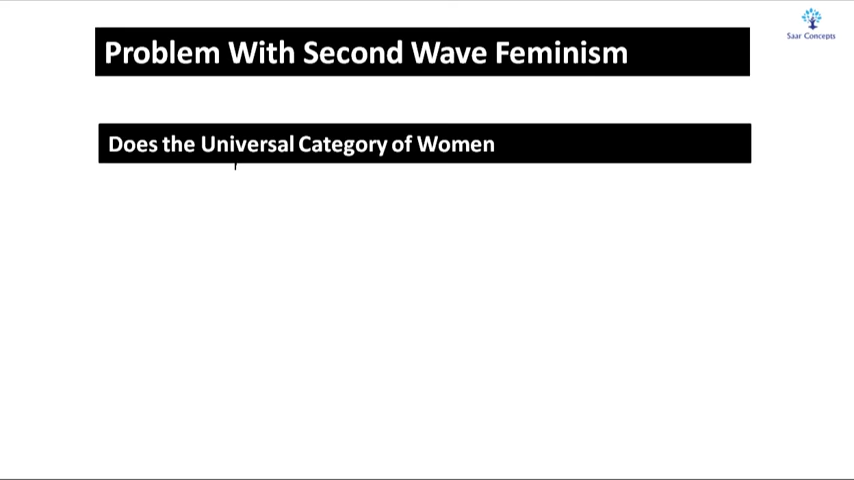 Problem With Second Wave Feminism
Saar Concepts
Does the Universal Category of Women